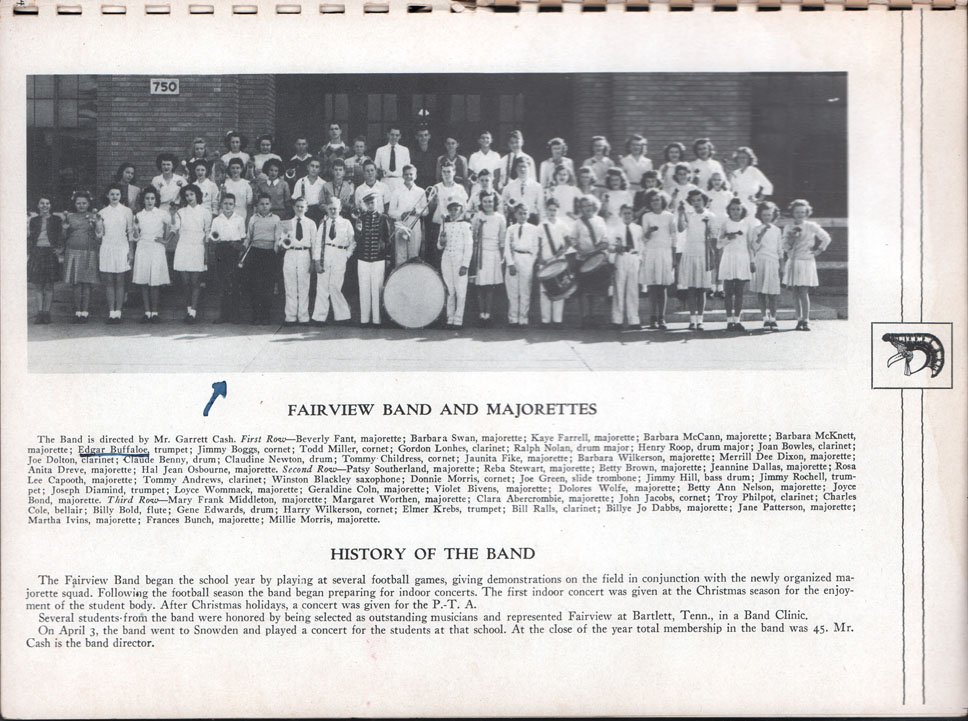 750
FAIRVIEW BAND AND MAJORETTES
The Band is directed by Mr. Garrett Cash. First Row—Beverly Fant, majorette; Barbara Swan, majorette; Kaye Farrell, majorette; Barbara McCann, majorette; Barbara McKnett,
majorette; Edgar Buffaloe, trumpet; Jimmy Boggs, cornet; Todd Miller, cornet; Gordon Lonhes, clarinet; Ralph Nolan, drum major; Henry Roop, drum major; Joan Bowles, clarinet;
Joe Dolton, clarinet; Claude Benny, drum; Claudine Newton, drum; Tommy Childress, cornet; Jaunita Fike, majorette; Barbara Wilkerson, majorette; Merrill Dee Dixon, majorette;
Anita Dreve, majorette; Hal Jean Osbourne, majorette. Second Row—Patsy Southerland, majorette; Reba Stewart, majorette; Betty Brown, majorette; Jeannine Dallas, majorette; Rosa
Lee Capooth, majorette; Tommy Andrews, clarinet; Winston Blackley saxophone; Donnie Morris, cornet; Joe Green, slide trombone; Jimmy Hill, bass drum; Jimmy Rochell, trum-
pet; Joseph Diamind, trumpet; Loyce Wommack, majorette; Geraldine Coln, majorette; Violet Bivens, majorette; Dolores Wolfe, majorette; Betty Ann Nelson, majorette; Joyce
Bond, majorette. Third Row—Mary Frank Middleton, majorette; Margaret Worthen, majorette; Clara Abercrombie, majorette; John Jacobs, cornet; Troy Philpot, clarinet; Charles
Cole, bellair; Billy Bold, flute; Gene Edwards, drum; Harry Wilkerson, cornet; Elmer Krebs, trumpet; Bill Ralls, clarinet; Billye Jo Dabbs, majorette; Jane Patterson, majorette;
Martha Ivins, majorette; Frances Bunch, majorette; Millie Morris, majorette.
HISTORY OF THE BAND
The Fairview Band began the school year by playing at several football games, giving demonstrations on the field in conjunction with the newly organized ma-
jorette squad. Following the football season the band began preparing for indoor concerts. The first indoor concert was given at the Christmas season for the enjoy-
ment of the student body. After Christmas holidays, a concert was given for the P.-T. A.
Several students from the band were honored by being selected as outstanding musicians and represented Fairview at Bartlett, Tenn., in a Band Clinic.
On April 3, the band went to Snowden and played a concert for the students at that school. At the close of the year total membership in the band was 45. Mr.
Cash is the band director.